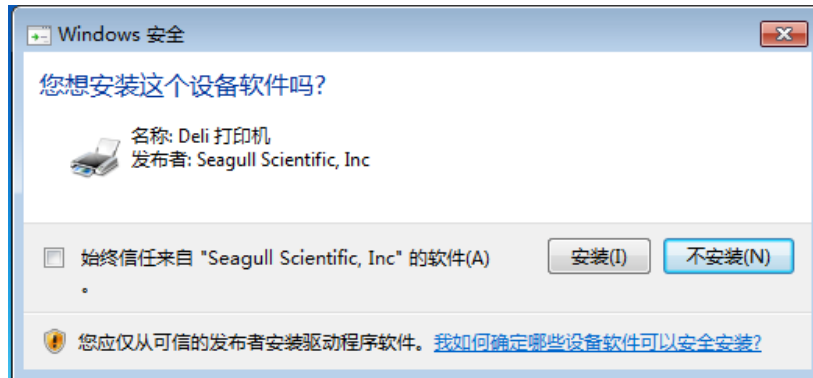 Windows 安全
您想安装这个设备软件吗?
名称: Deli 打印机
发布者: Seagull Scientific, Inc
始终信任来自 "Seagull Scientific, Inc" 的软件(A)
。
安装(I)
不安装(N)
您应仅从可信的发布者安装驱动程序软件。我如何确定哪些设备软件可以安全安装?